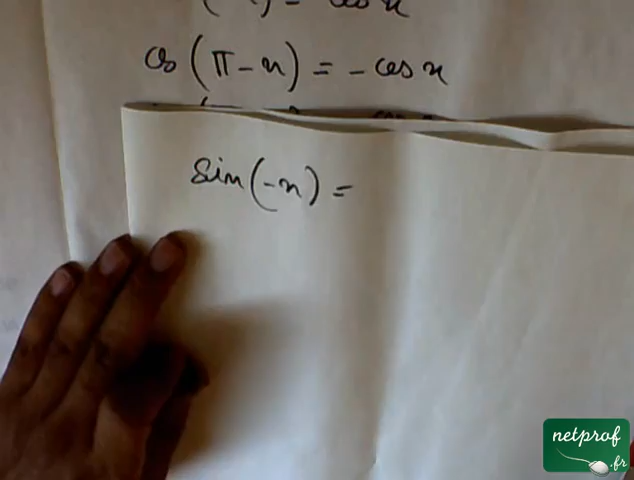 cos (π - x) = - cos x
sin (-x) =
netprof
.fr